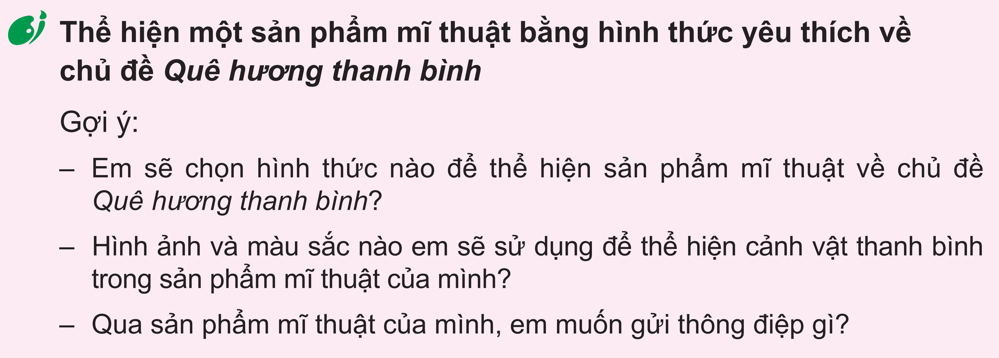 Thể hiện một sản phẩm mĩ thuật bằng hình thức yêu thích về
chủ đề Quê hương thanh bình
Gợi ý:
– Em sẽ chọn hình thức nào để thể hiện sản phẩm mĩ thuật về chủ đề
Quê hương thanh bình?
– Hình ảnh và màu sắc nào em sẽ sử dụng để thể hiện cảnh vật thanh bình
trong sản phẩm mĩ thuật của mình?
– Qua sản phẩm mĩ thuật của mình, em muốn gửi thông điệp gì?